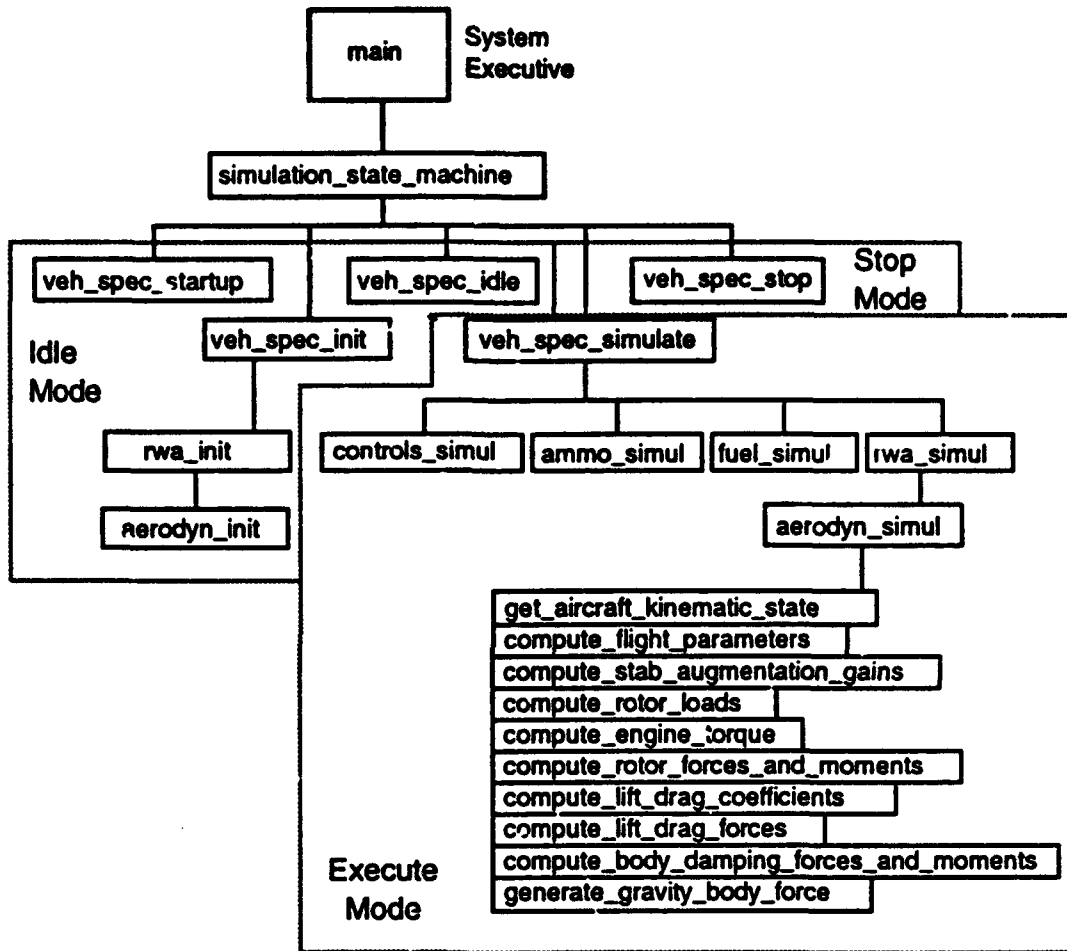 main
System
Executive
simulation_state_machine
veh_spec_startup
veh_spec_idle
veh_spec_stop
Stop
Mode
veh_spec_init
veh_spec_simulate
Idle
Mode
rwa_init
controls_simul
ammo_simul
fuel_simul
rwa_simul
aerodyn_init
aerodyn_simul
get_aircraft_kinematic_state
compute_flight_parameters
compute_stab_augmentation_gains
compute_rotor_loads
compute_engine_torque
compute_rotor_forces_and_moments
compute_lift_drag_coefficients
compute_lift_drag_forces
compute_body_damping_forces_and_moments
generate_gravity_body_force
Execute
Mode